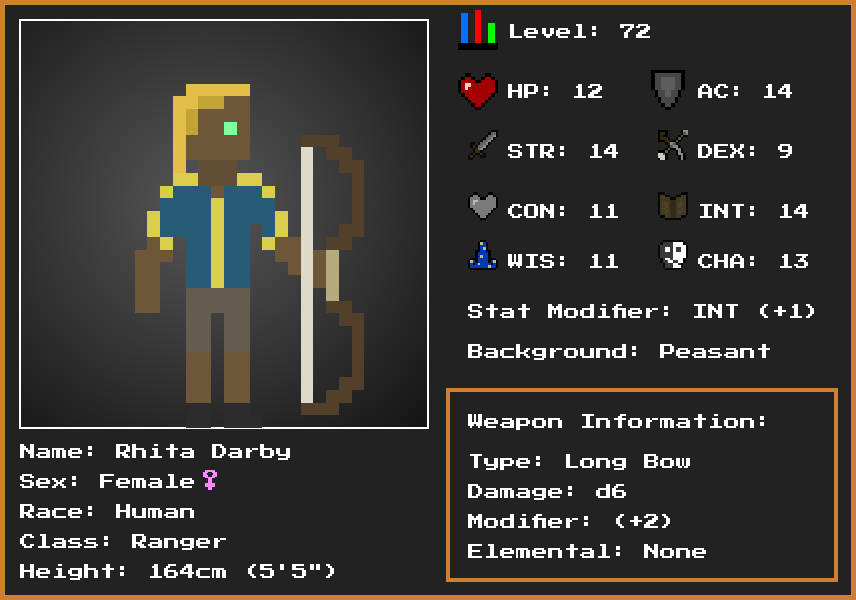 Level: 72
HP: 12 AC: 14
STR: 14 DEX: 9
CON: 11 INT: 14
WIS: 11 CHA: 13
Stat Modifier: INT (+1)
Background: Peasant
Weapon Information:
Type: Long Bow
Damage: d6
Modifier: (+2)
Elemental: None
Name: Rhita Darby
Sex: Female♀
Race: Human
Class: Ranger
Height: 164cm (5'5")